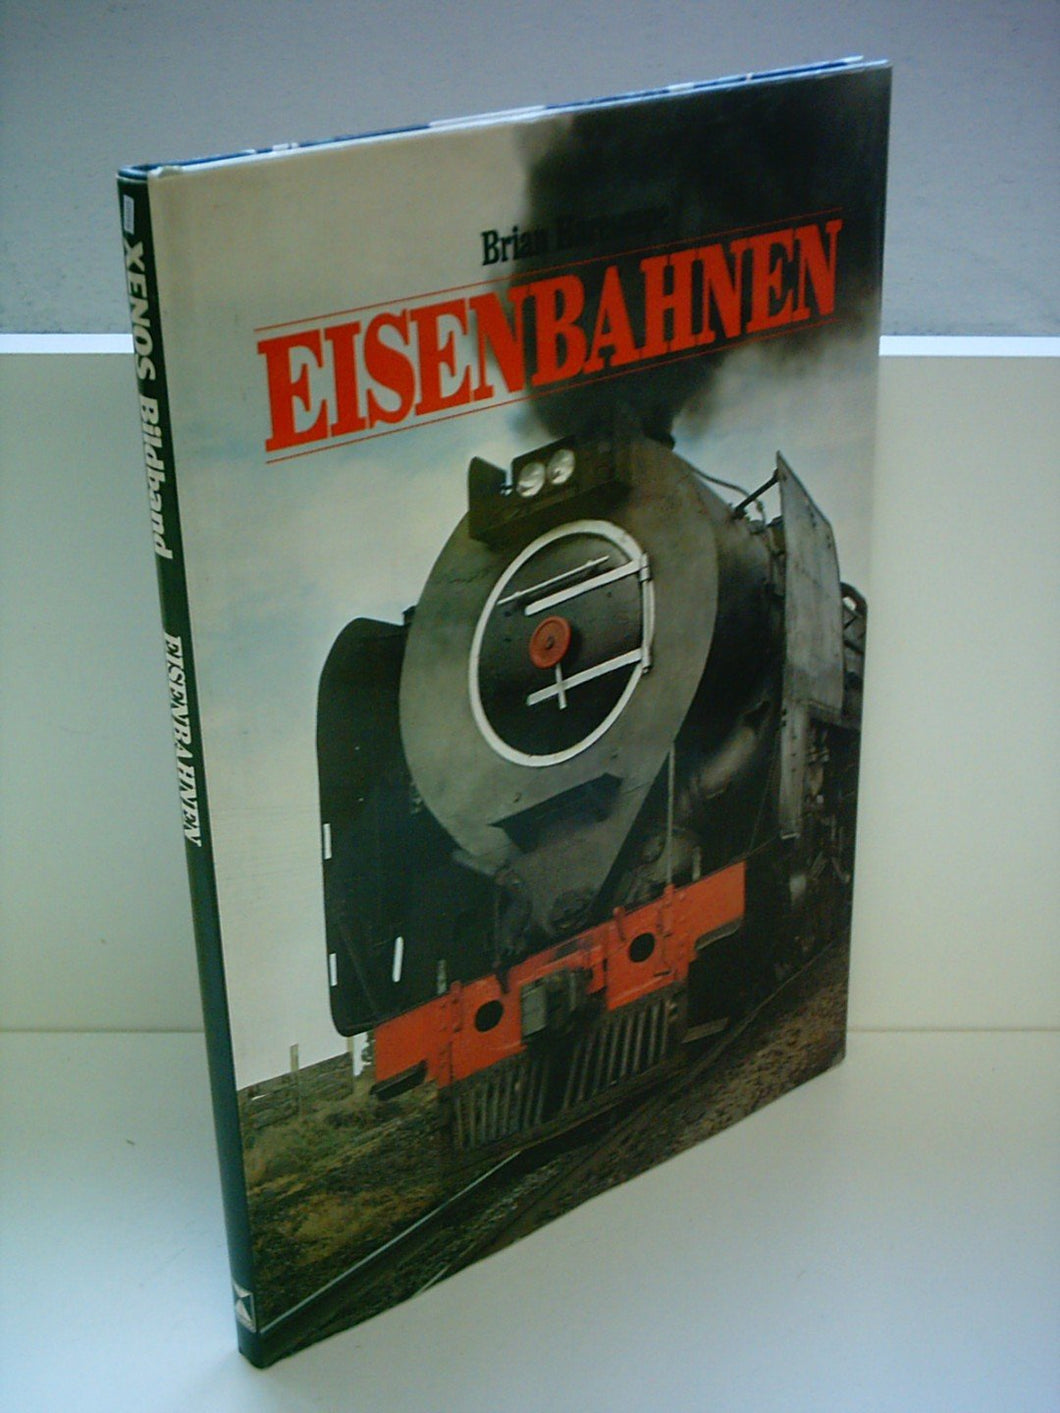 Brian
EISENBAHNEN
XENOS Bildband EISENBAHNEN